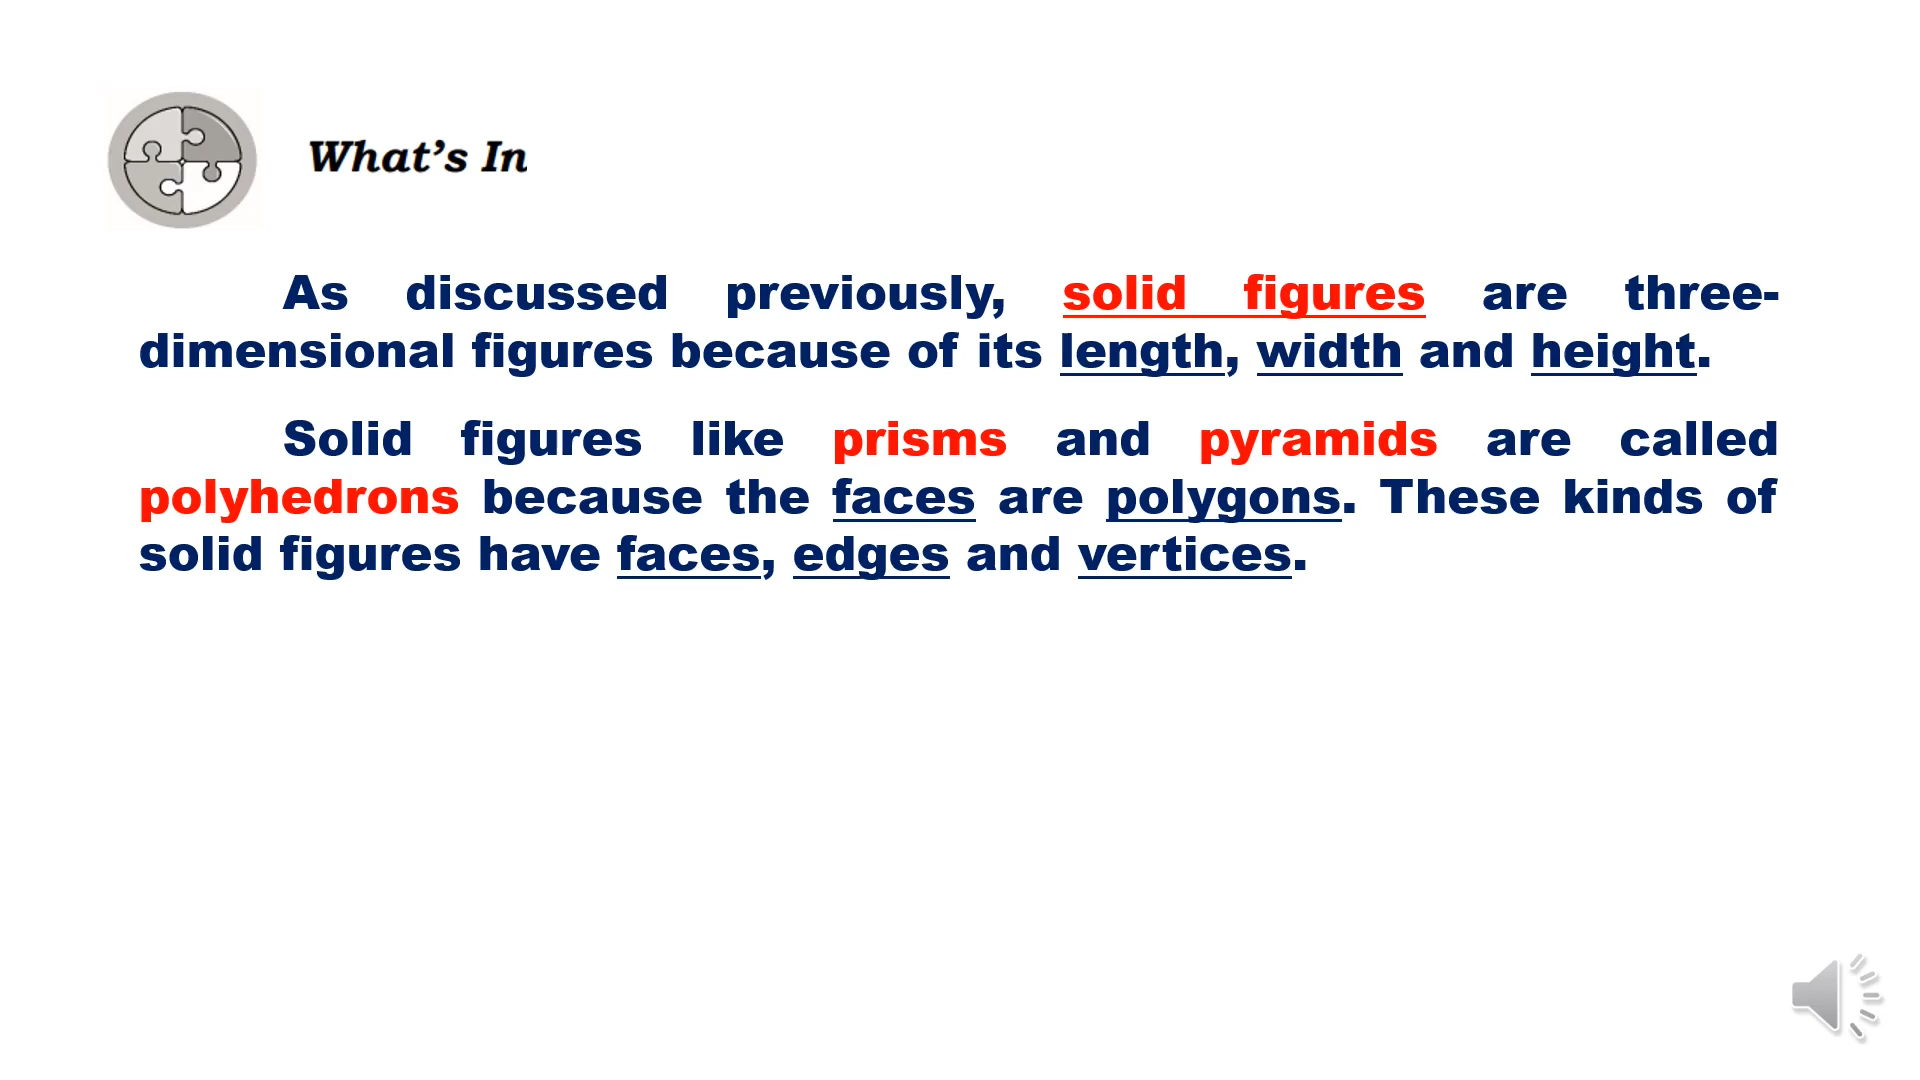 What's In
As discussed previously, solid figures are three-
dimensional figures because of its length, width and height.
Solid figures like prisms and pyramids are called
polyhedrons because the faces are polygons. These kinds of
solid figures have faces, edges and vertices.